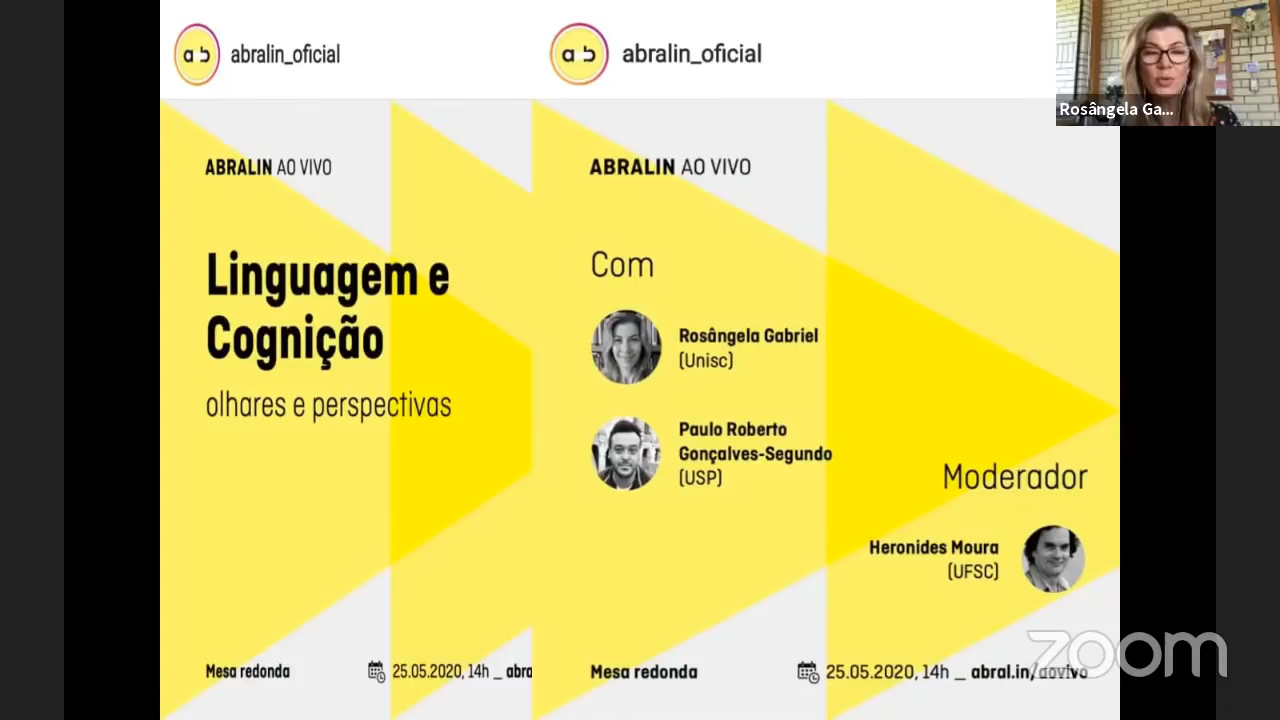 a b
abralin_oficial
a b
abralin_oficial
Rosângela Ga...
ABRALIN AO VIVO
Linguagem e
Cognição
olhares e perspectivas
Mesa redonda
25.05.2020, 14h _ abra
ABRALIN AO VIVO
Com
Rosângela Gabriel
(Unisc)
Paulo Roberto
Gonçalves-Segundo
(USP)
Moderador
Heronides Moura
(UFSC)
Mesa redonda
25.05.2020, 14h _ abral.in/aovivo
zoom